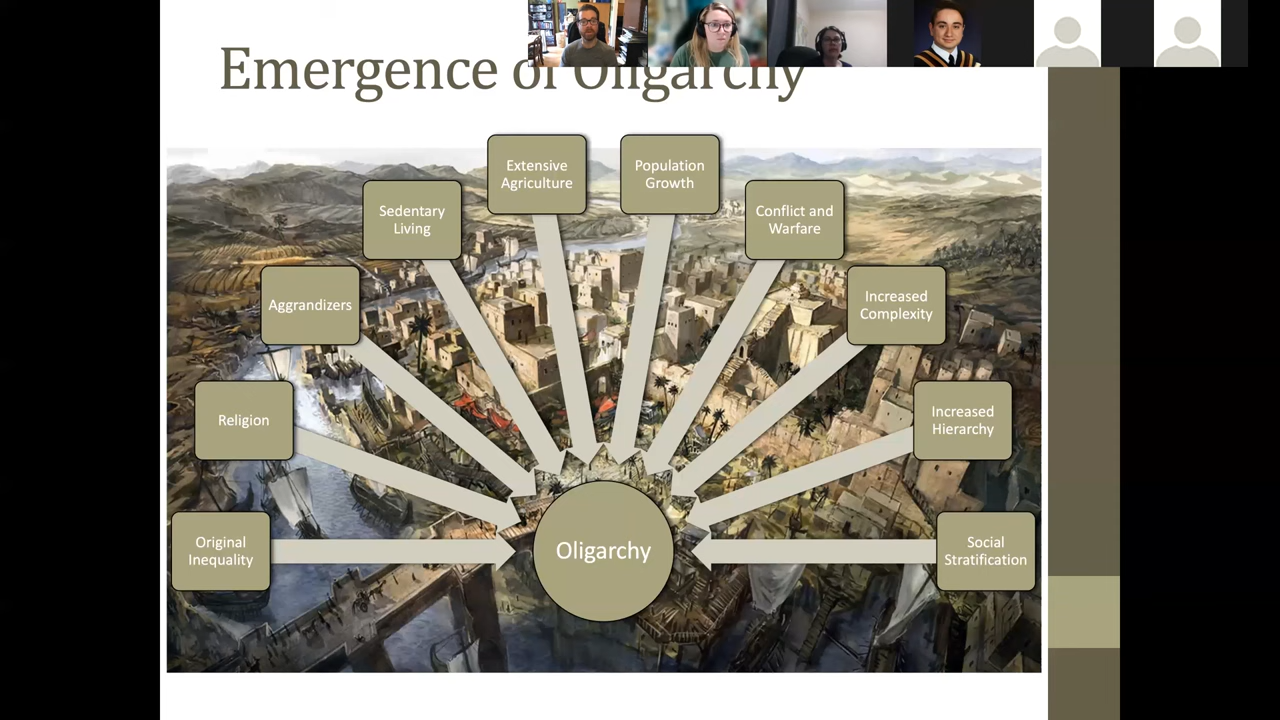 Emergence of Oligarchy
Extensive
Agriculture
Population
Growth
Sedentary
Living
Conflict and
Warfare
Aggrandizers
Increased
Complexity
Religion
Increased
Hierarchy
Original
Inequality
Oligarchy
Social
Stratification